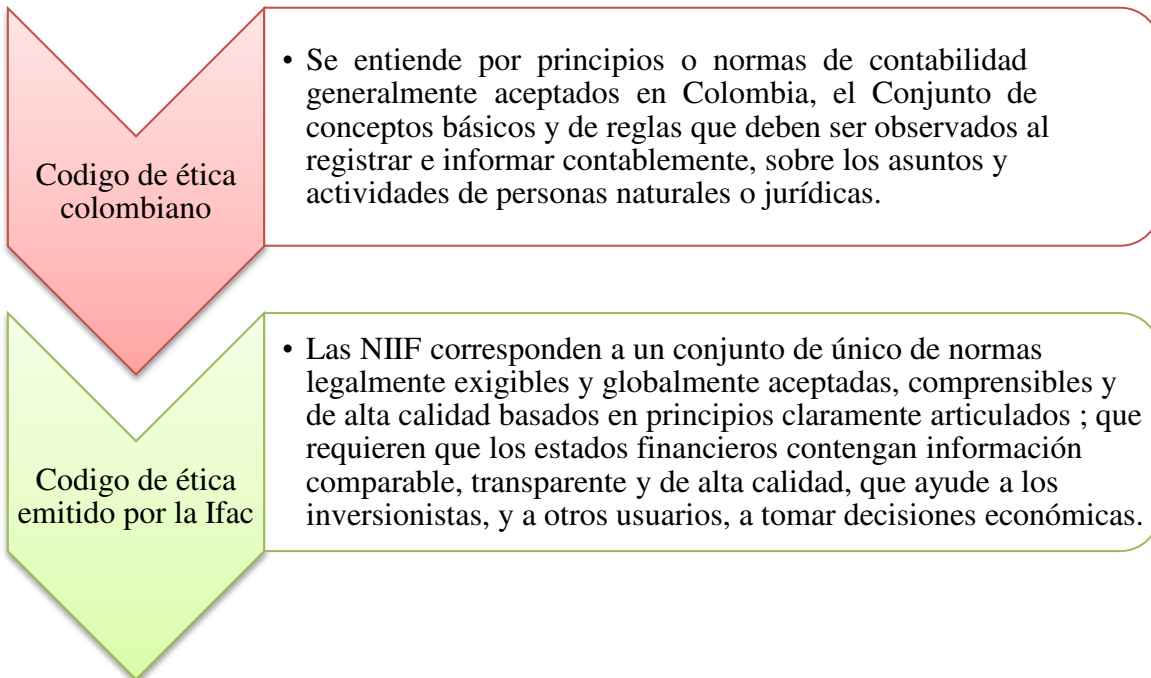 Codigo de ética
colombiano
• Se entiende por principios o normas de contabilidad
generalmente aceptados en Colombia, el Conjunto de
conceptos básicos y de reglas que deben ser observados al
registrar e informar contablemente, sobre los asuntos y
actividades de personas naturales o jurídicas.
Codigo de ética
emitido por la Ifac
• Las NIIF corresponden a un conjunto de único de normas
legalmente exigibles y globalmente aceptadas, comprensibles y
de alta calidad basados en principios claramente articulados ; que
requieren que los estados financieros contengan información
comparable, transparente y de alta calidad, que ayude a los
inversionistas, y a otros usuarios, a tomar decisiones económicas.